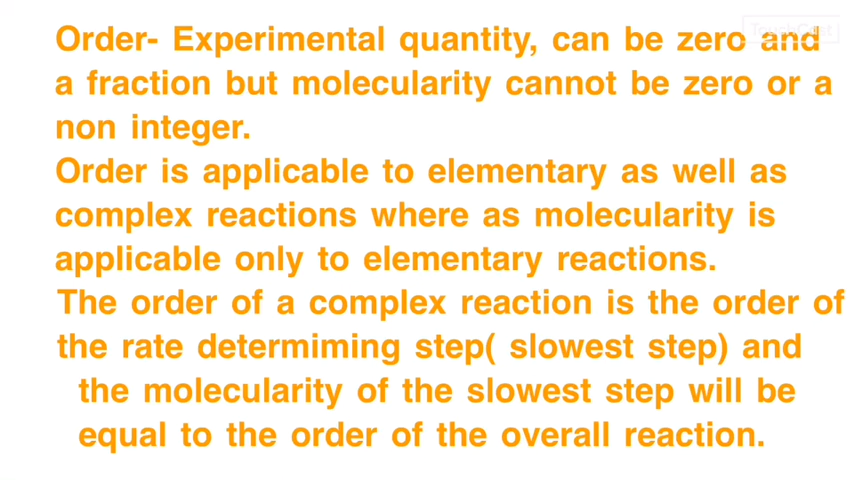 Order- Experimental quantity, can be zero and
a fraction but molecularity cannot be zero or a
non integer.
Order is applicable to elementary as well as
complex reactions where as molecularity is
applicable only to elementary reactions.
The order of a complex reaction is the order of
the rate determiming step( slowest step) and
the molecularity of the slowest step will be
equal to the order of the overall reaction.